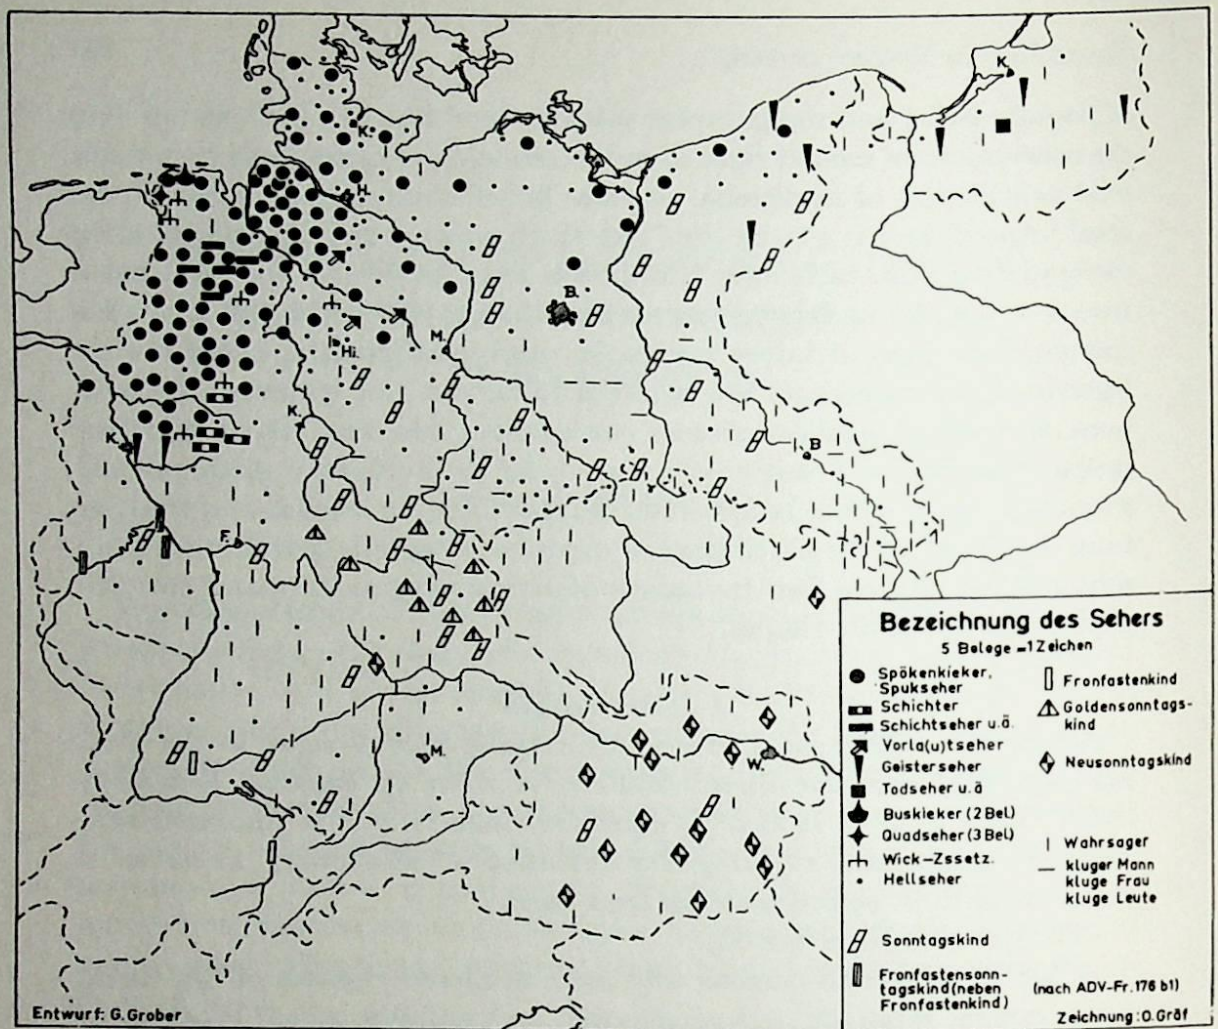 K.
K.
H.
B.
M.
Hi.
K.
K.
B
F.
M.
W.
Bezeichnung des Sehers
5 Belege =1 Zeichen
Spökenkieker,
Spukseher
Schichter
Schichtseher u.ä.
Vorla(u)tseher
Geisterseher
Todseher u.ä
Buskieker (2 Bel)
Quadseher (3 Bel)
Wick-Zssetz.
Hellseher
Sonntagskind
Fronfastensonn-
tagskind (neben
Fronfastenkind)
Fronfastenkind
Goldensonntags-
kind
Neusonntagskind
Wahrsager
kluger Mann
kluge Frau
kluge Leute
(nach ADV-Fr. 176 b1)
Entwurf: G. Grober
Zeichnung: O. Gräf